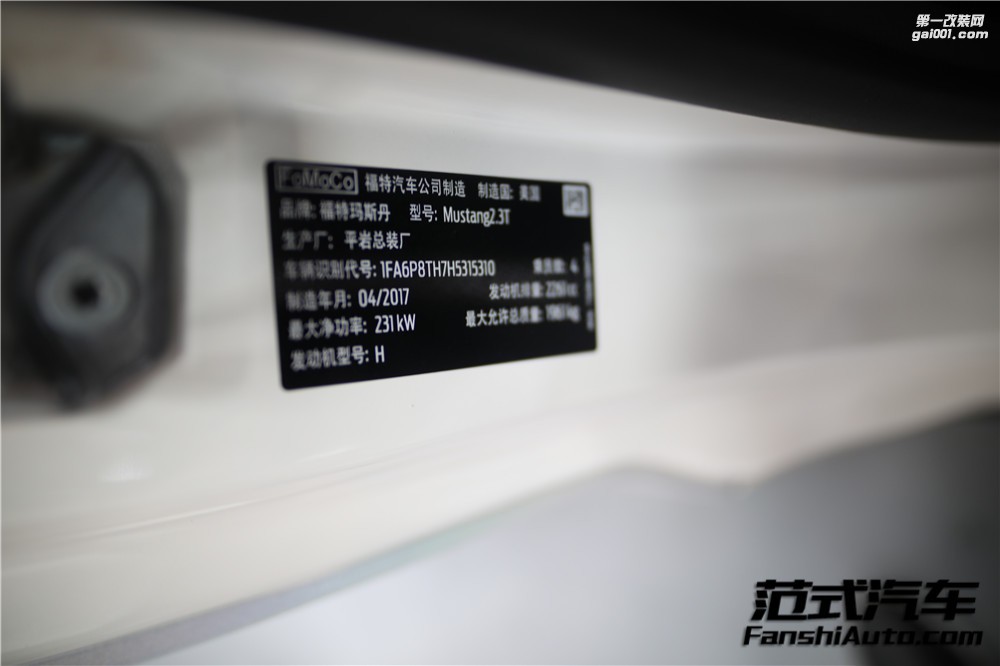 第一改装网
gai001.com
FoMoCo 福特汽车公司制造 制造国: 美国
品牌: 福特玛斯丹 型号: Mustang2.3T
生产厂: 平岩总装厂
车辆识别代号: 1FA6P8TH7H5315310 乘员数: 4
制造年月: 04/2017 发动机排量: 2261 cc
最大净功率: 231 kW 最大允许总质量: kg
发动机型号: H
范式汽车
FanshiAuto.com